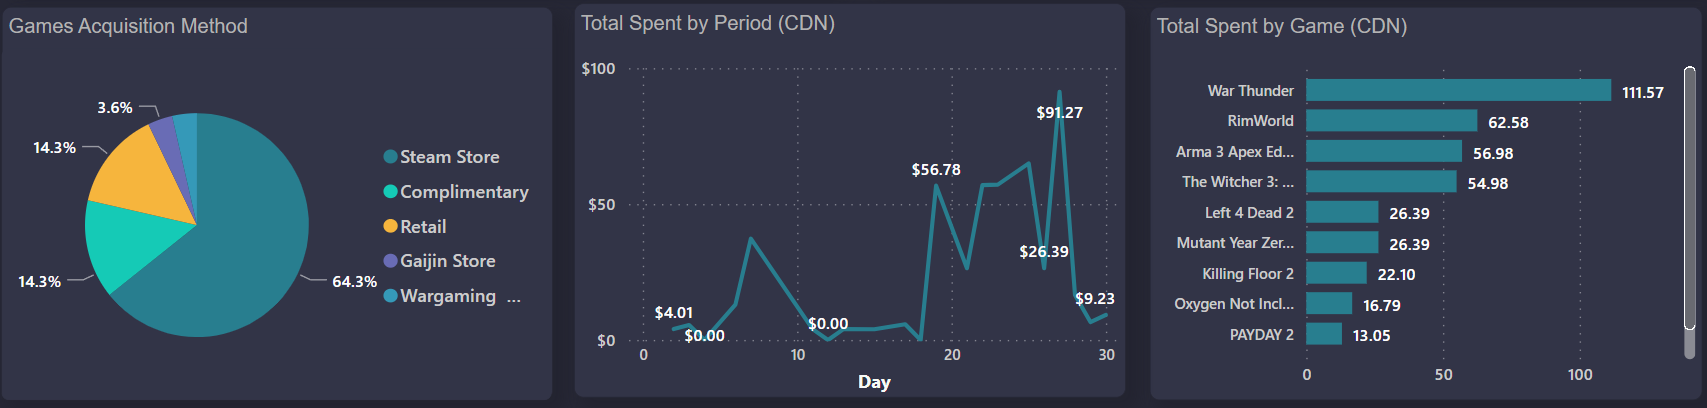 Games Acquisition Method
3.6%
14.3%
14.3%
64.3%
Steam Store
Complimentary
Retail
Gaijin Store
Wargaming ...
Total Spent by Period (CDN)
$100
$50
$0
$91.27
$56.78
$26.39
$4.01
$0.00
$0.00
$9.23
0 10 20 30
Day
Total Spent by Game (CDN)
War Thunder 111.57
RimWorld 62.58
Arma 3 Apex Ed... 56.98
The Witcher 3: ... 54.98
Left 4 Dead 2 26.39
Mutant Year Zer... 26.39
Killing Floor 2 22.10
Oxygen Not Incl... 16.79
PAYDAY 2 13.05
0 50 100